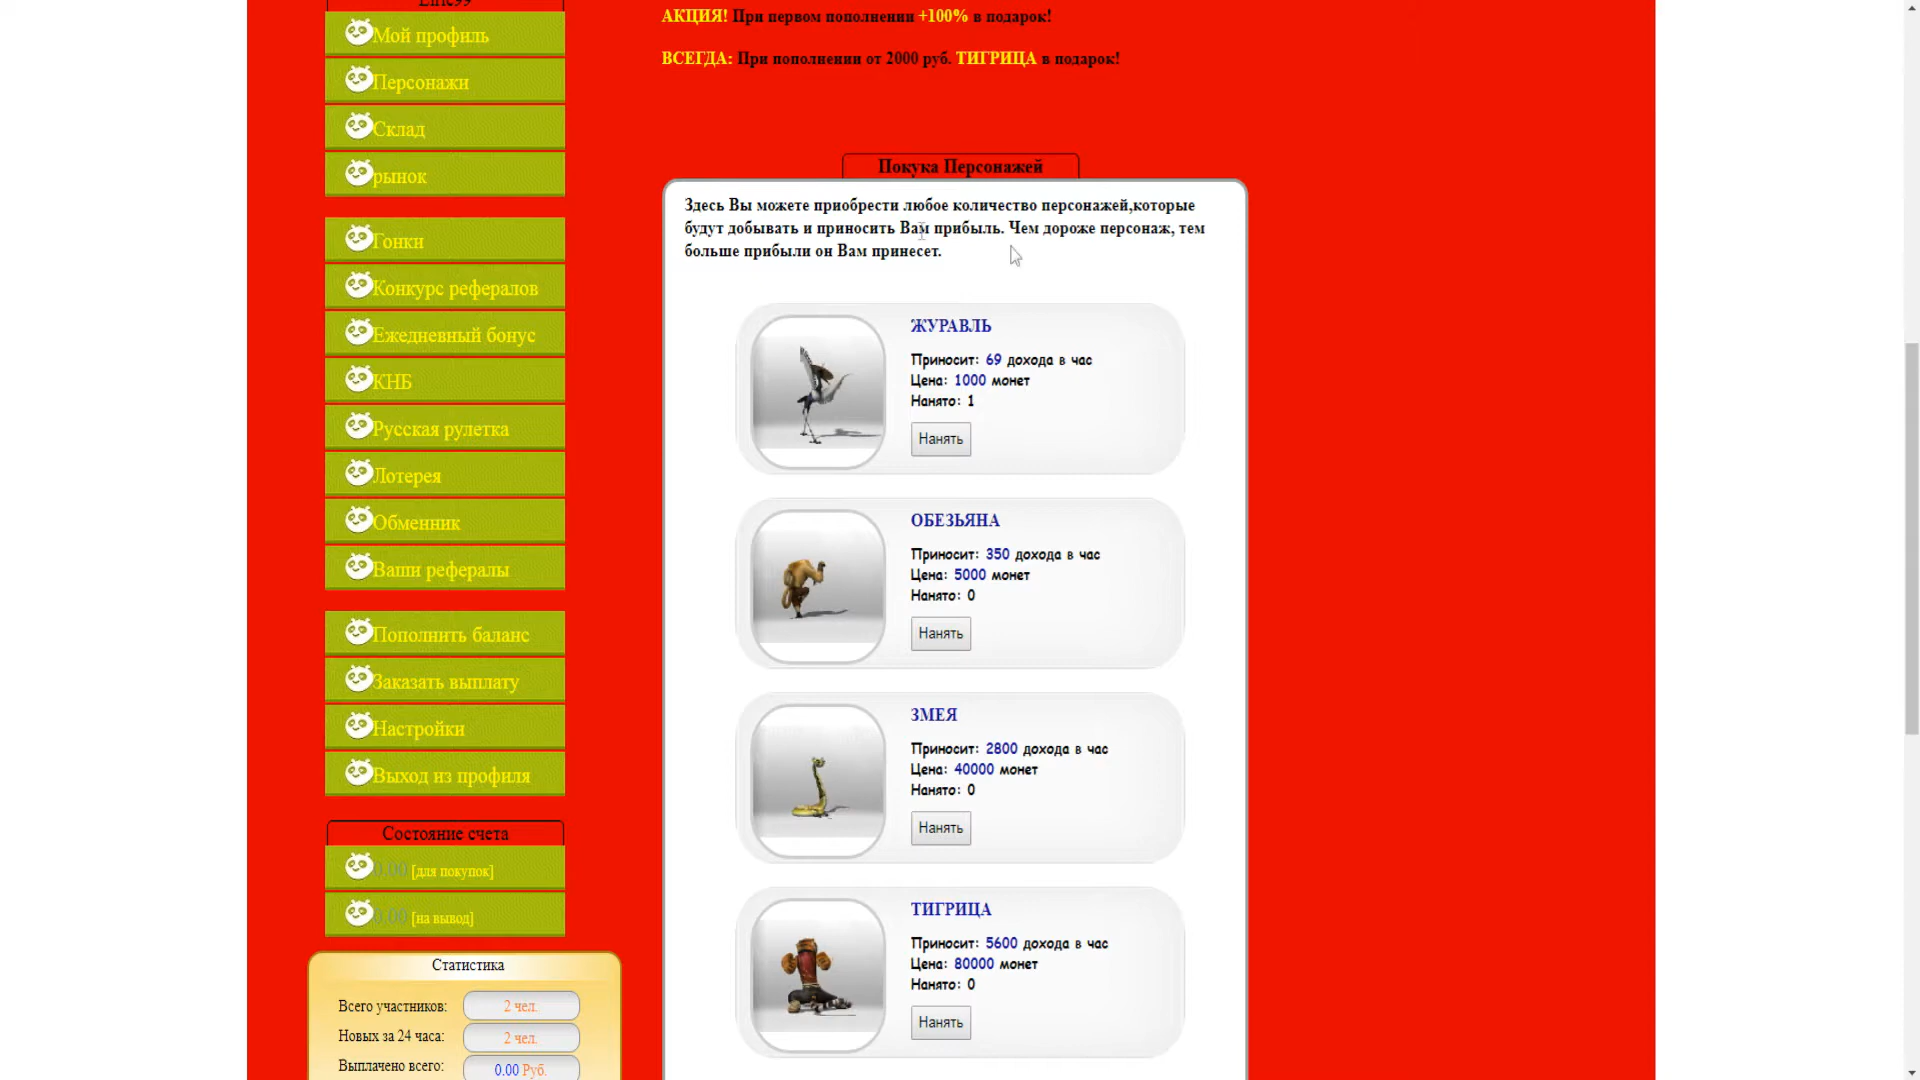 АКЦИЯ! При первом пополнении +100% в подарок!
ВСЕГДА: При пополнении от 2000 руб. ТИГРИЦА в подарок!
Мой профиль
Персонажи
Склад
рынок
Гонки
Конкурс рефералов
Ежедневный бонус
КНБ
Русская рулетка
Лотерея
Обменник
Ваши рефералы
Пополнить баланс
Заказать выплату
Настройки
Выход из профиля
Состояние счета
0.00 [для покупок]
0.00 [на вывод]
Статистика
Всего участников: 2 чел.
Новых за 24 часа: 2 чел.
Выплачено всего: 0.00 Руб.
Покука Персонажей
Здесь Вы можете приобрести любое количество персонажей,которые
будут добывать и приносить Вам прибыль. Чем дороже персонаж, тем
больше прибыли он Вам принесет.
ЖУРАВЛЬ
Приносит: 69 дохода в час
Цена: 1000 монет
Нанято: 1
Нанять
ОБЕЗЬЯНА
Приносит: 350 дохода в час
Цена: 5000 монет
Нанято: 0
Нанять
ЗМЕЯ
Приносит: 2800 дохода в час
Цена: 40000 монет
Нанято: 0
Нанять
ТИГРИЦА
Приносит: 5600 дохода в час
Цена: 80000 монет
Нанято: 0
Нанять